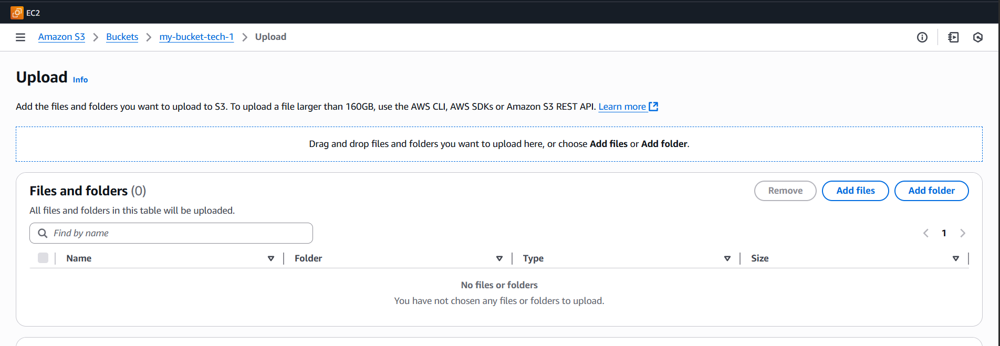 EC2
Amazon S3 > Buckets > my-bucket-tech-1 > Upload
Upload Info
Add the files and folders you want to upload to S3. To upload a file larger than 160GB, use the AWS CLI, AWS SDKs or Amazon S3 REST API. Learn more
Drag and drop files and folders you want to upload here, or choose Add files or Add folder.
Files and folders (0)
Remove Add files Add folder
All files and folders in this table will be uploaded.
Find by name
1
Name Folder Type Size
No files or folders
You have not chosen any files or folders to upload.